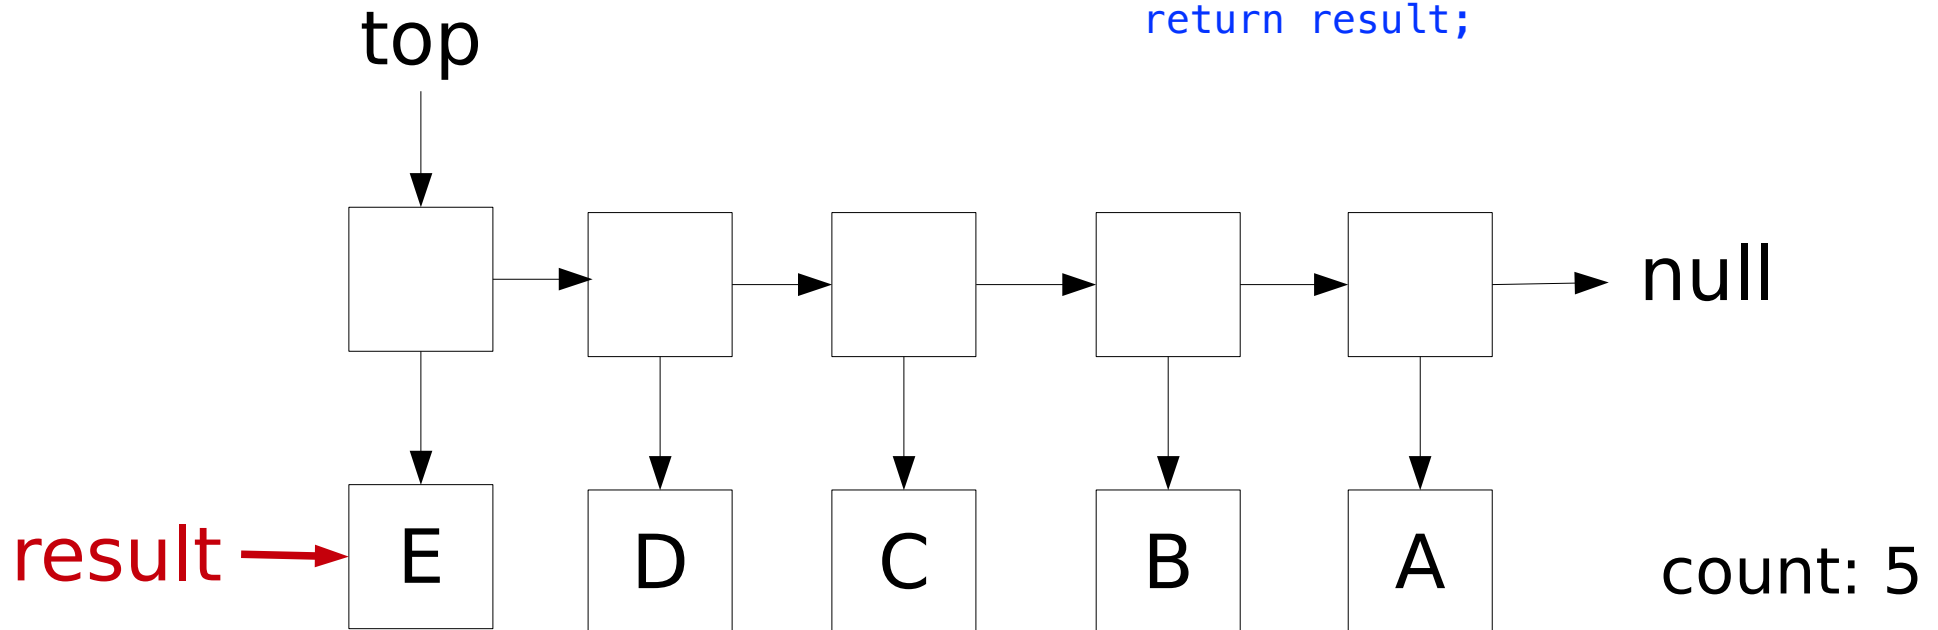 return result;
top
null
result
E
D
C
B
A
count: 5